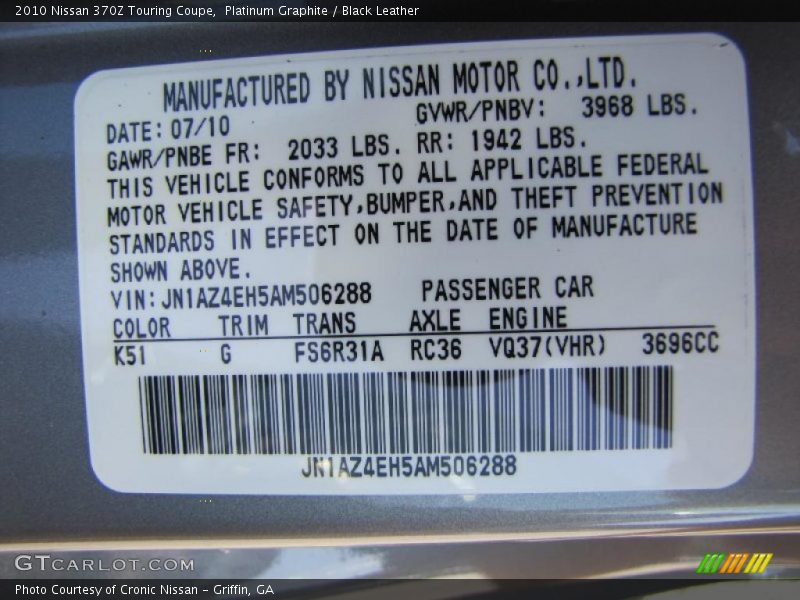 2010 Nissan 370Z Touring Coupe,  Platinum Graphite / Black Leather
MANUFACTURED BY NISSAN MOTOR CO.,LTD.
DATE: 07/10 GVWR/PNBV: 3968 LBS.
GAWR/PNBE FR: 2033 LBS. RR: 1942 LBS.
THIS VEHICLE CONFORMS TO ALL APPLICABLE FEDERAL
MOTOR VEHICLE SAFETY,BUMPER,AND THEFT PREVENTION
STANDARDS IN EFFECT ON THE DATE OF MANUFACTURE
SHOWN ABOVE.
VIN:JN1AZ4EH5AM506288 PASSENGER CAR
COLOR TRIM TRANS AXLE ENGINE
K51 G FS6R31A RC36 VQ37(VHR) 3696CC
JN1AZ4EH5AM506288
GTCARLOT.COM
Photo Courtesy of Cronic Nissan - Griffin, GA